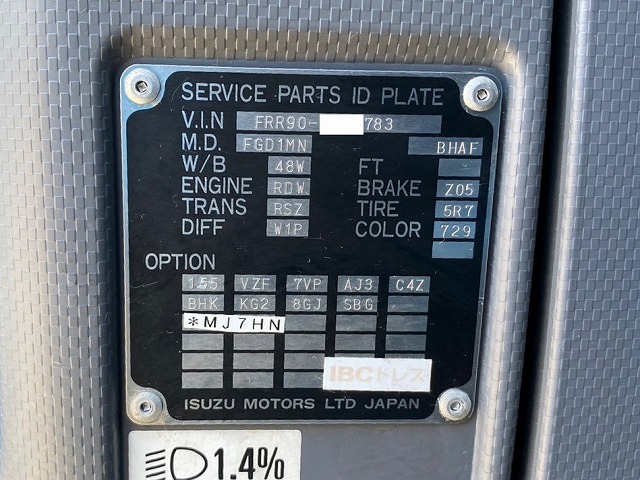 SERVICE PARTS ID PLATE
V.I.N FRR90- 783
M.D. FGD1MN BHAF
W/B 48W FT
ENGINE RDW BRAKE Z05
TRANS RSZ TIRE 5R7
DIFF W1P COLOR 729
OPTION
155 VZF 7VP AJ3 C4Z
BHK KG2 8GJ SBG
*MJ7HN
IBCドレス
ISUZU MOTORS LTD JAPAN
1.4%